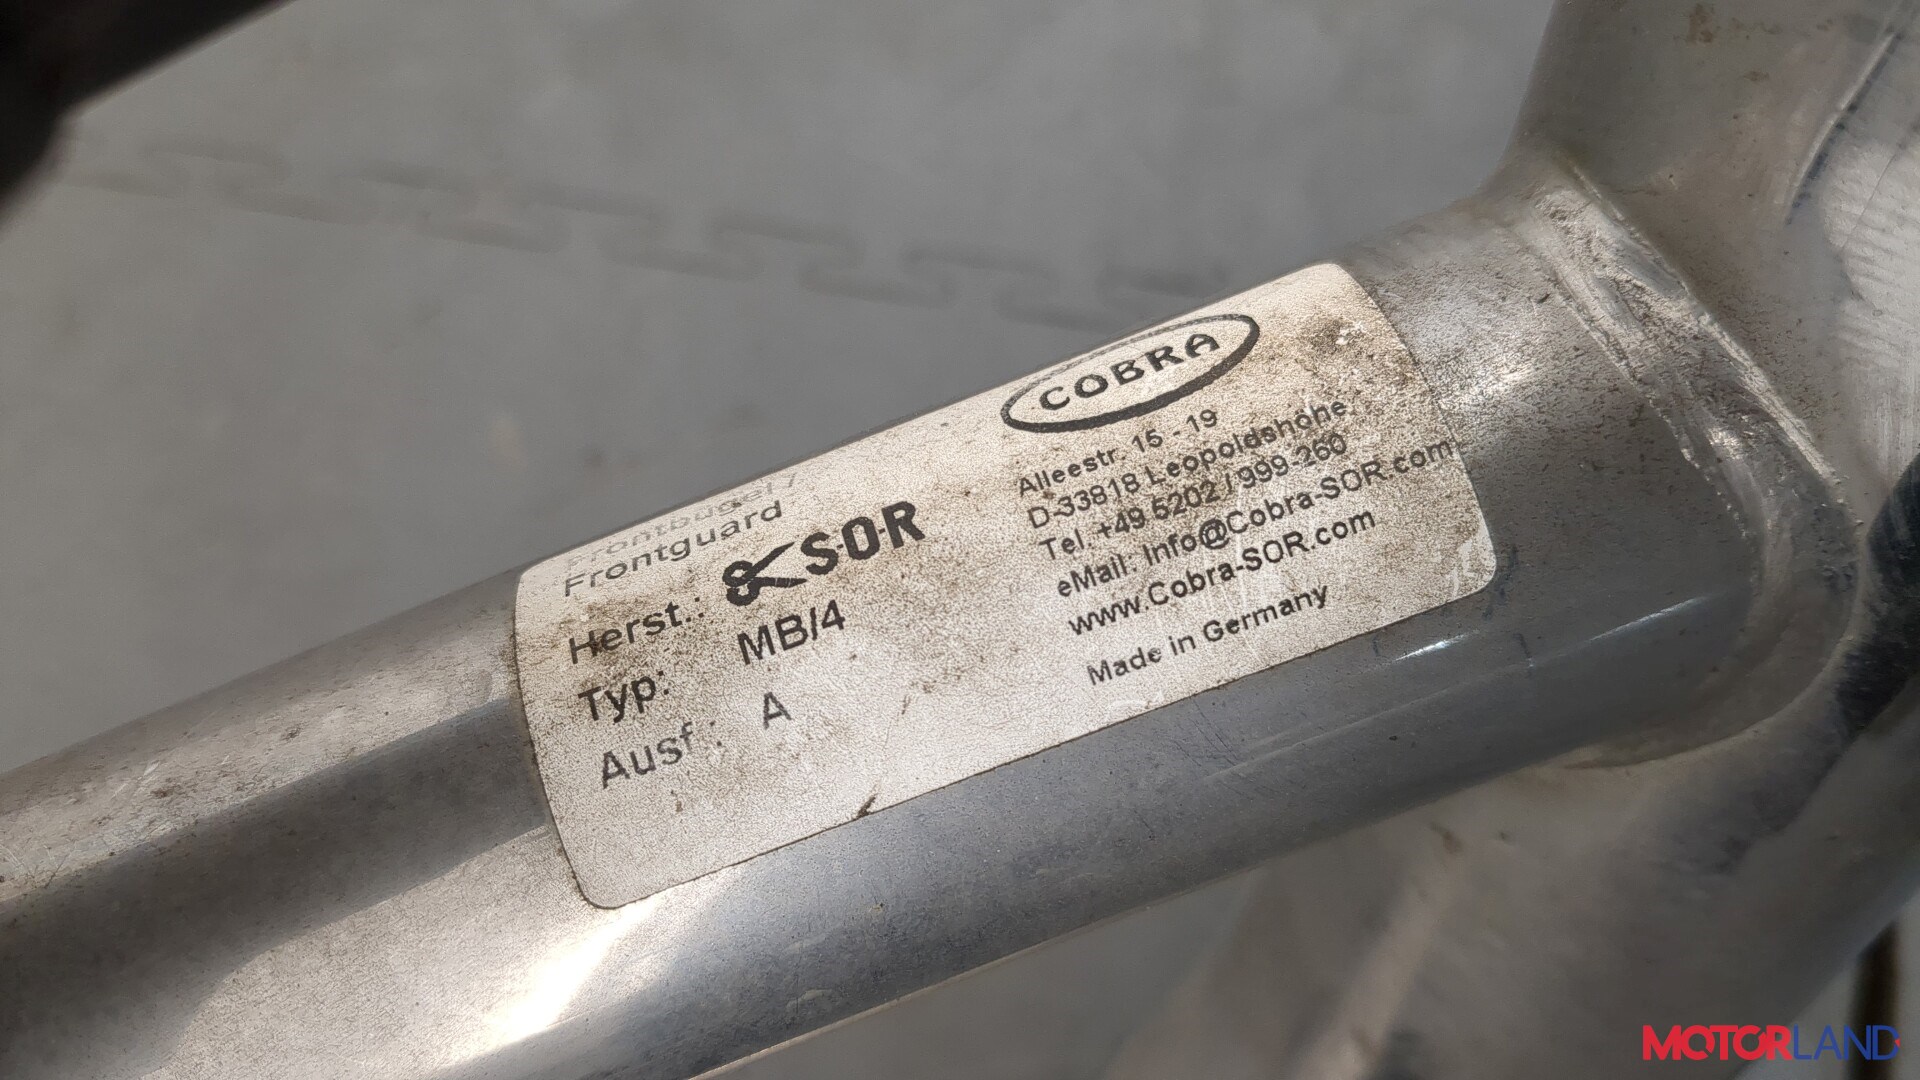 Frontbügel /
Frontguard
Herst.: S·O·R
Typ: MB/4
Ausf.: A
COBRA
Alleestr. 15 - 19
D-33818 Leopoldshöhe
Tel. +49 5202 / 999-260
eMail: Info@Cobra-SOR.com
www.Cobra-SOR.com
Made in Germany
MOTORLAND